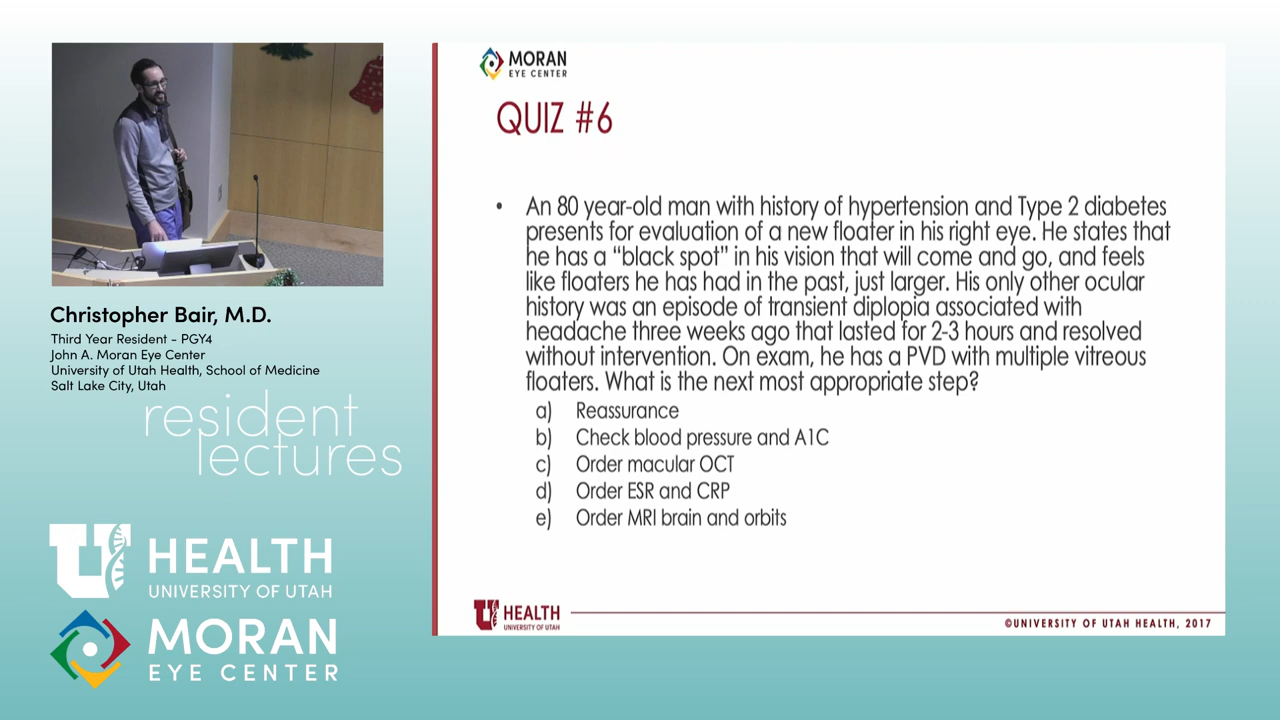 MORAN
EYE CENTER
QUIZ #6
• An 80 year-old man with history of hypertension and Type 2 diabetes
presents for evaluation of a new floater in his right eye. He states that
he has a “black spot” in his vision that will come and go, and feels
like floaters he has had in the past, just larger. His only other ocular
history was an episode of transient diplopia associated with
headache three weeks ago that lasted for 2-3 hours and resolved
without intervention. On exam, he has a PVD with multiple vitreous
floaters. What is the next most appropriate step?
a) Reassurance
b) Check blood pressure and A1C
c) Order macular OCT
d) Order ESR and CRP
e) Order MRI brain and orbits
U HEALTH
UNIVERSITY OF UTAH
©UNIVERSITY OF UTAH HEALTH, 2017
Christopher Bair, M.D.
Third Year Resident - PGY4
John A. Moran Eye Center
University of Utah Health, School of Medicine
Salt Lake City, Utah
resident
lectures
U HEALTH
UNIVERSITY OF UTAH
MORAN
EYE CENTER